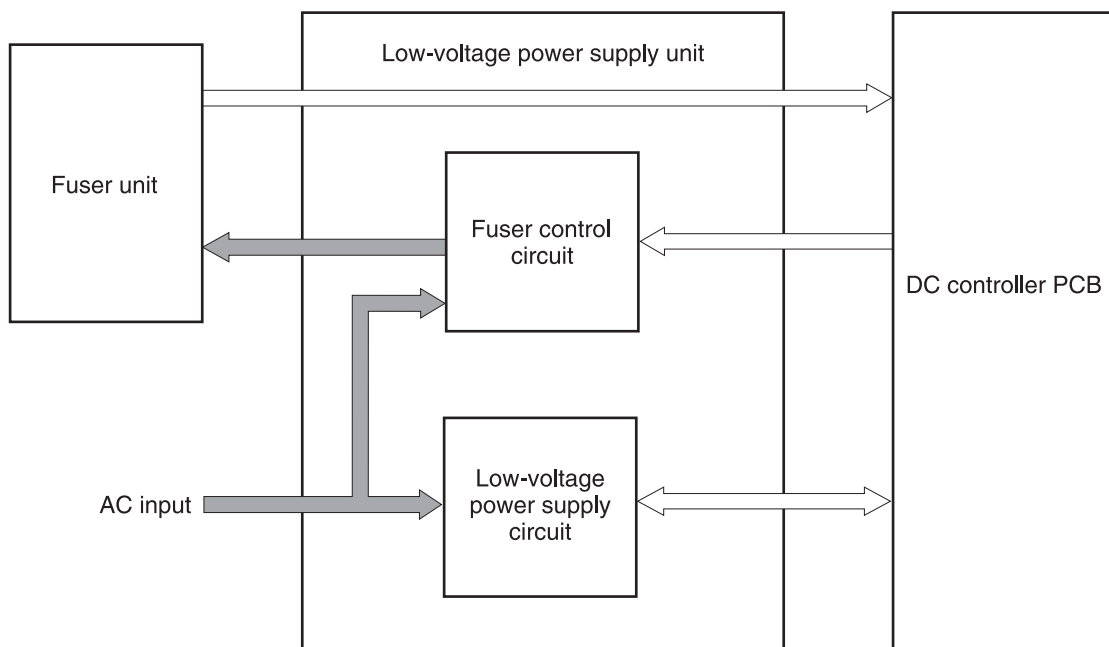 Low-voltage power supply unit
Fuser unit
Fuser control
circuit
DC controller PCB
Low-voltage
power supply
circuit
AC input